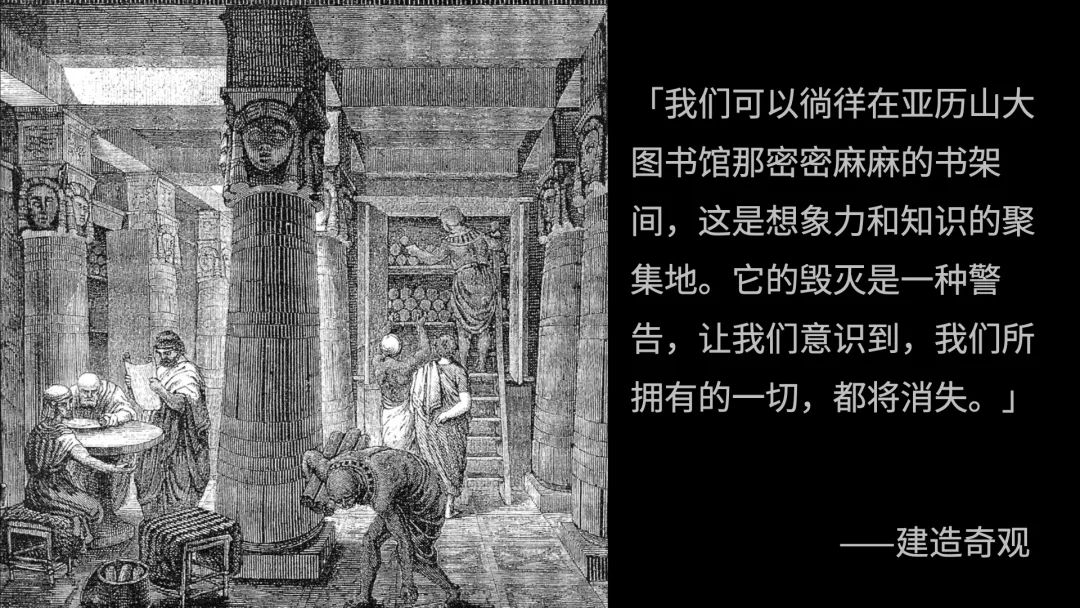 「我们可以徜徉在亚历山大
图书馆那密密麻麻的书架
间，这是想象力和知识的聚
集地。它的毁灭是一种警
告，让我们意识到，我们所
拥有的一切，都将消失。」
——建造奇观